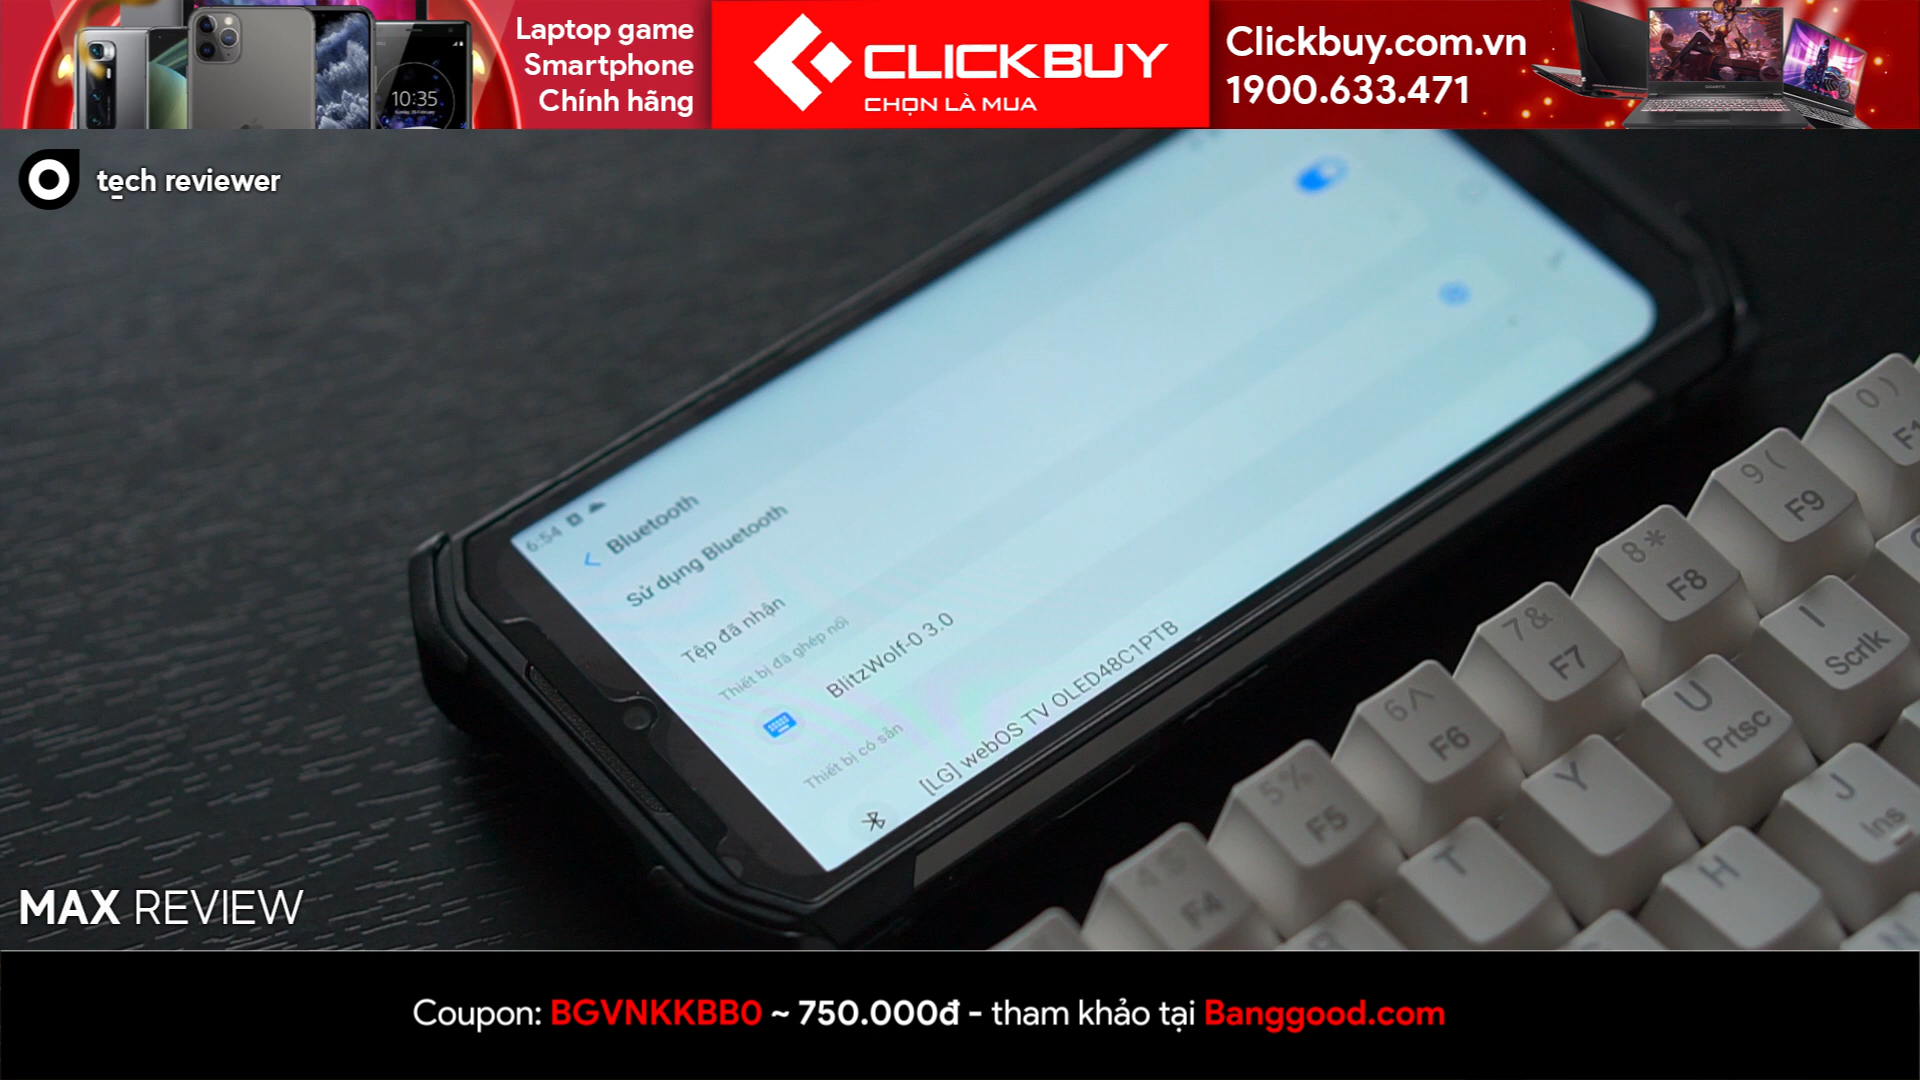 Laptop game
Smartphone
Chính hãng
10:35
CLICKBUY
CHỌN LÀ MUA
Clickbuy.com.vn
1900.633.471
tech reviewer
6:54
Bluetooth
Sử dụng Bluetooth
Tệp đã nhận
Thiết bị đã ghép nối
BlitzWolf-0 3.0
Thiết bị có sẵn
[LG] webOS TV OLED48C1PTB
0 )
9 (
F9
8 *
F8
7 &
F7
6 ^
F6
5 %
F5
4 $
F4
I
Scrlk
U
Prtsc
Y
T
J
Ins
H
MAX REVIEW
Coupon: BGVNKKBB0 ~ 750.000đ - tham khảo tại Banggood.com